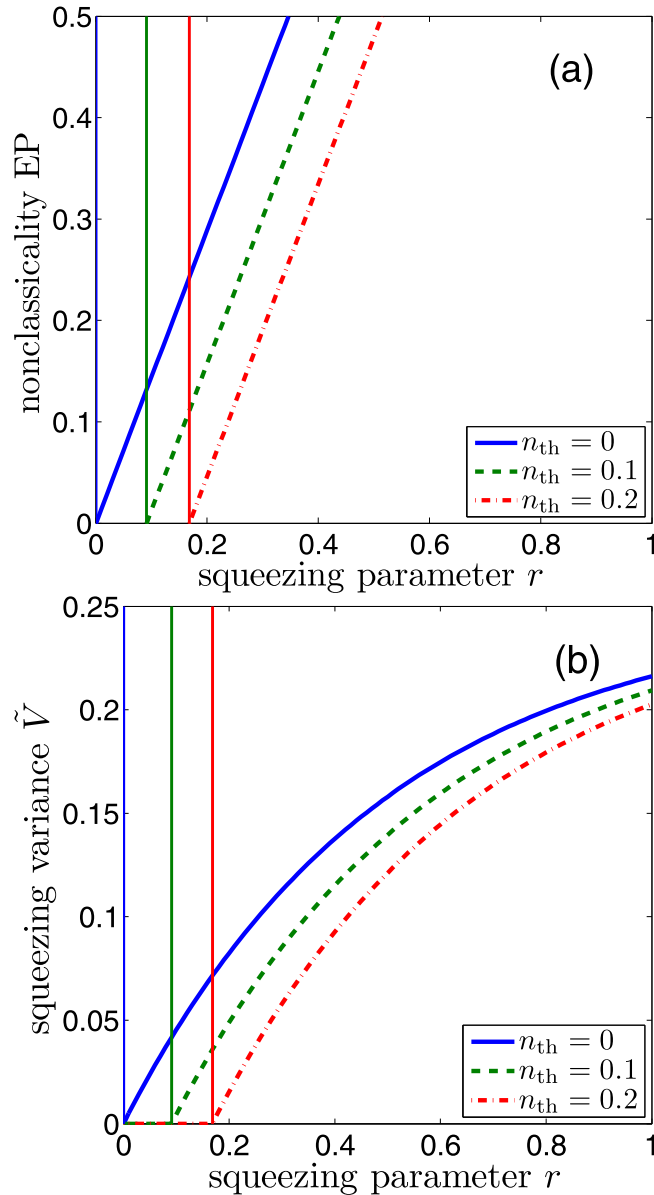 0.5
0.4
0.3
0.2
0.1
0
nonclassicality EP
(a)
n_th = 0
n_th = 0.1
n_th = 0.2
0 0.2 0.4 0.6 0.8 1
squeezing parameter r
0.25
0.2
0.15
0.1
0.05
0
squeezing variance Ṽ
(b)
n_th = 0
n_th = 0.1
n_th = 0.2
0 0.2 0.4 0.6 0.8 1
squeezing parameter r